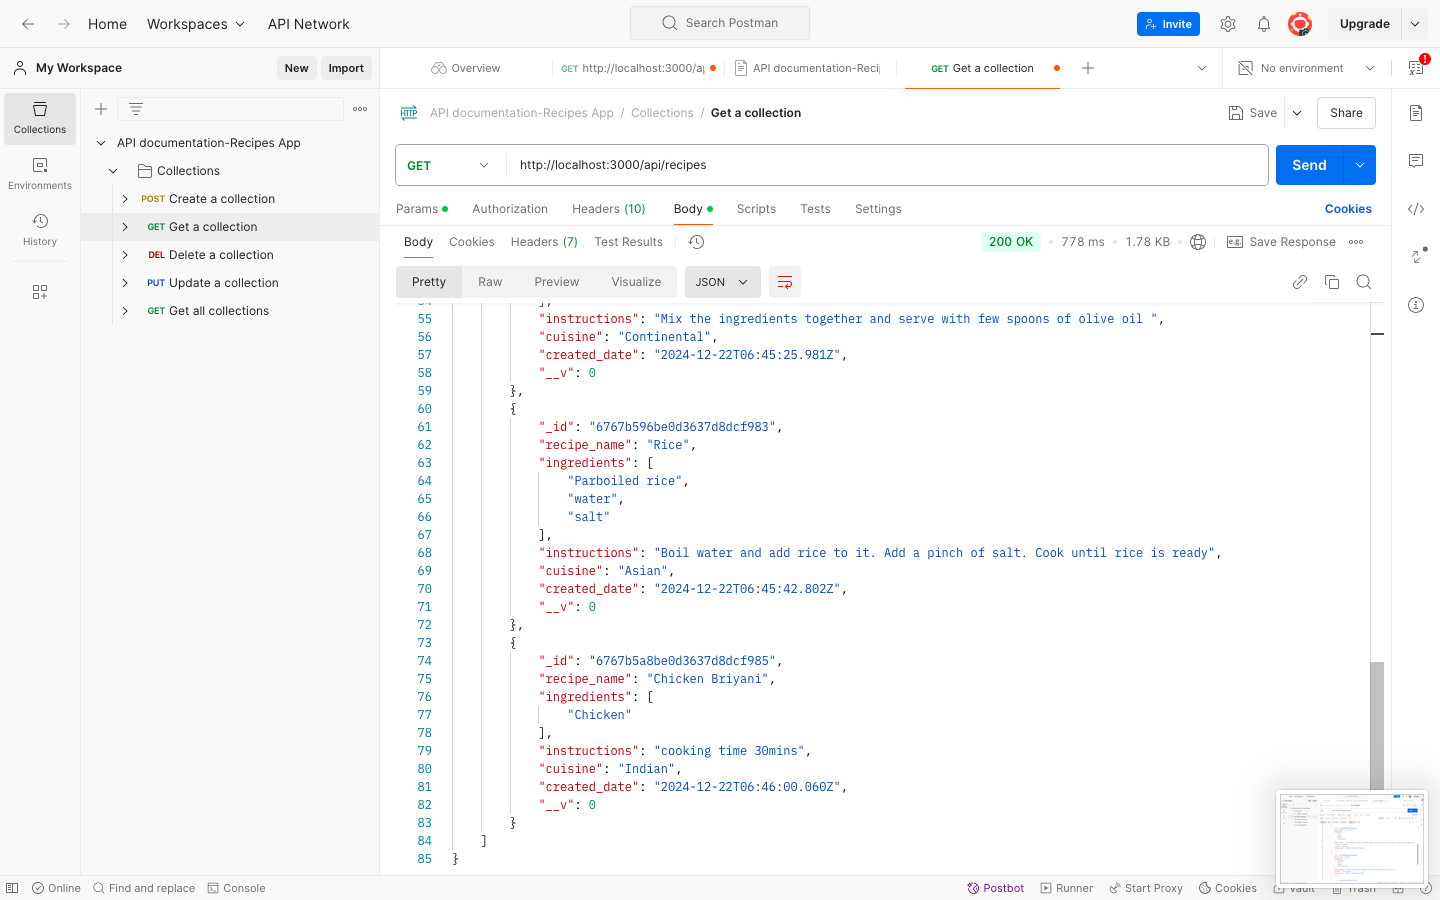 Home Workspaces API Network Search Postman Invite Upgrade
My Workspace New Import Overview GET http://localhost:3000/a API documentation-Reci GET Get a collection No environment
Collections
Environments
History
API documentation-Recipes App
Collections
POST Create a collection
GET Get a collection
DEL Delete a collection
PUT Update a collection
GET Get all collections
HTTP API documentation-Recipes App / Collections / Get a collection Save Share
GET http://localhost:3000/api/recipes Send
Params Authorization Headers (10) Body Scripts Tests Settings Cookies
Body Cookies Headers (7) Test Results 200 OK 778 ms 1.78 KB e.g. Save Response
Pretty Raw Preview Visualize JSON
55 "instructions": "Mix the ingredients together and serve with few spoons of olive oil ",
56 "cuisine": "Continental",
57 "created_date": "2024-12-22T06:45:25.981Z",
58 "__v": 0
59 },
60 {
61 "_id": "6767b596be0d3637d8dcf983",
62 "recipe_name": "Rice",
63 "ingredients": [
64 "Parboiled rice",
65 "water",
66 "salt"
67 ],
68 "instructions": "Boil water and add rice to it. Add a pinch of salt. Cook until rice is ready",
69 "cuisine": "Asian",
70 "created_date": "2024-12-22T06:45:42.802Z",
71 "__v": 0
72 },
73 {
74 "_id": "6767b5a8be0d3637d8dcf985",
75 "recipe_name": "Chicken Briyani",
76 "ingredients": [
77 "Chicken"
78 ],
79 "instructions": "cooking time 30mins",
80 "cuisine": "Indian",
81 "created_date": "2024-12-22T06:46:00.060Z",
82 "__v": 0
83 }
84 ]
85 }
Online Find and replace Console Postbot Runner Start Proxy Cookies Vault Trash